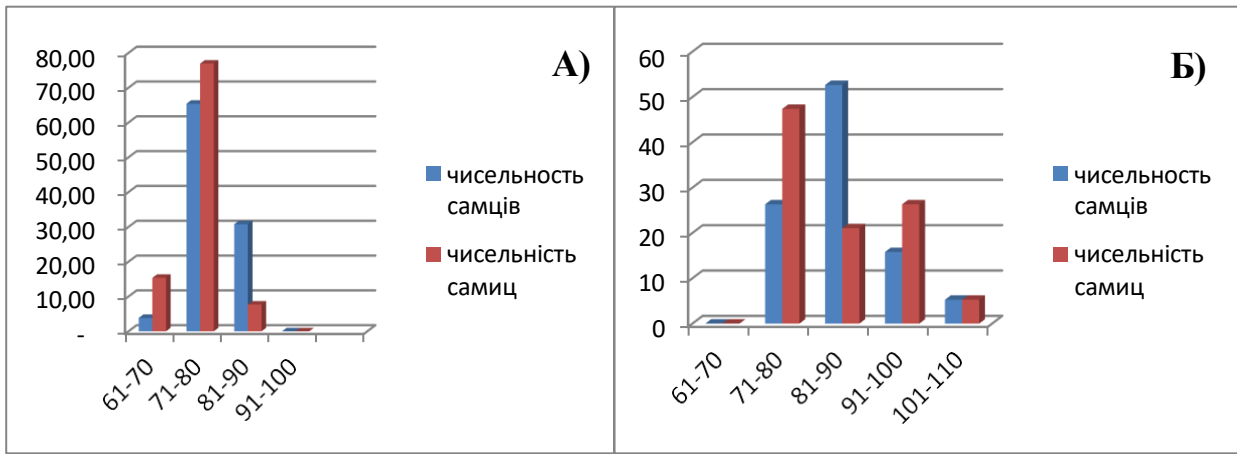 А)
80,00
70,00
60,00
50,00
40,00
30,00
20,00
10,00
-
61-70
71-80
81-90
91-100
чисельность
самців
чисельність
самиц
Б)
60
50
40
30
20
10
0
61-70
71-80
81-90
91-100
101-110
чисельность
самців
чисельність
самиц